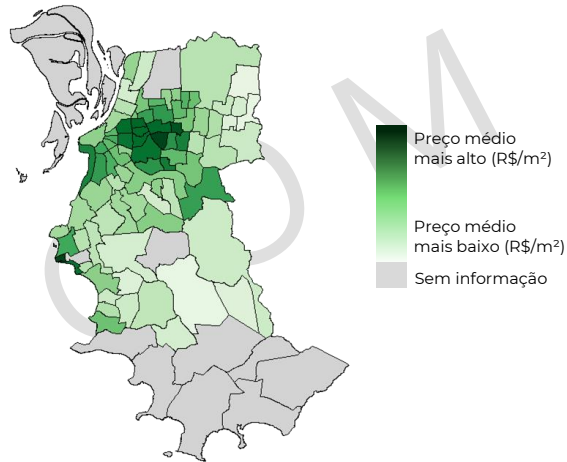 Preço médio
mais alto (R$/m²)
Preço médio
mais baixo (R$/m²)
Sem informação